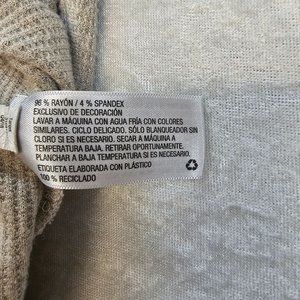 96 % RAYÓN / 4 % SPANDEX
EXCLUSIVO DE DECORACIÓN
LAVAR A MÁQUINA CON AGUA FRÍA CON COLORES
SIMILARES. CICLO DELICADO. SÓLO BLANQUEADOR SIN
CLORO SI ES NECESARIO. SECAR A MÁQUINA A
TEMPERATURA BAJA. RETIRAR OPORTUNAMENTE.
PLANCHAR A BAJA TEMPERATURA SI ES NECESARIO.
ETIQUETA ELABORADA CON PLÁSTICO
100 % RECICLADO